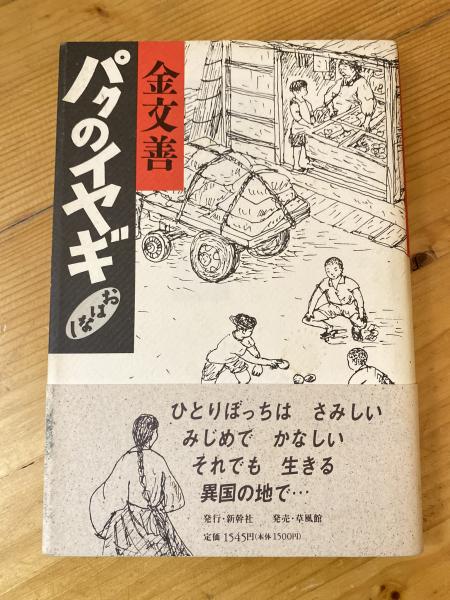 金文善
パクのイヤギ
おはなし
ひとりぼっちは さみしい
みじめで かなしい
それでも 生きる
異国の地で…
発行・新幹社 発売・草風館
定価 1545円(本体1500円)